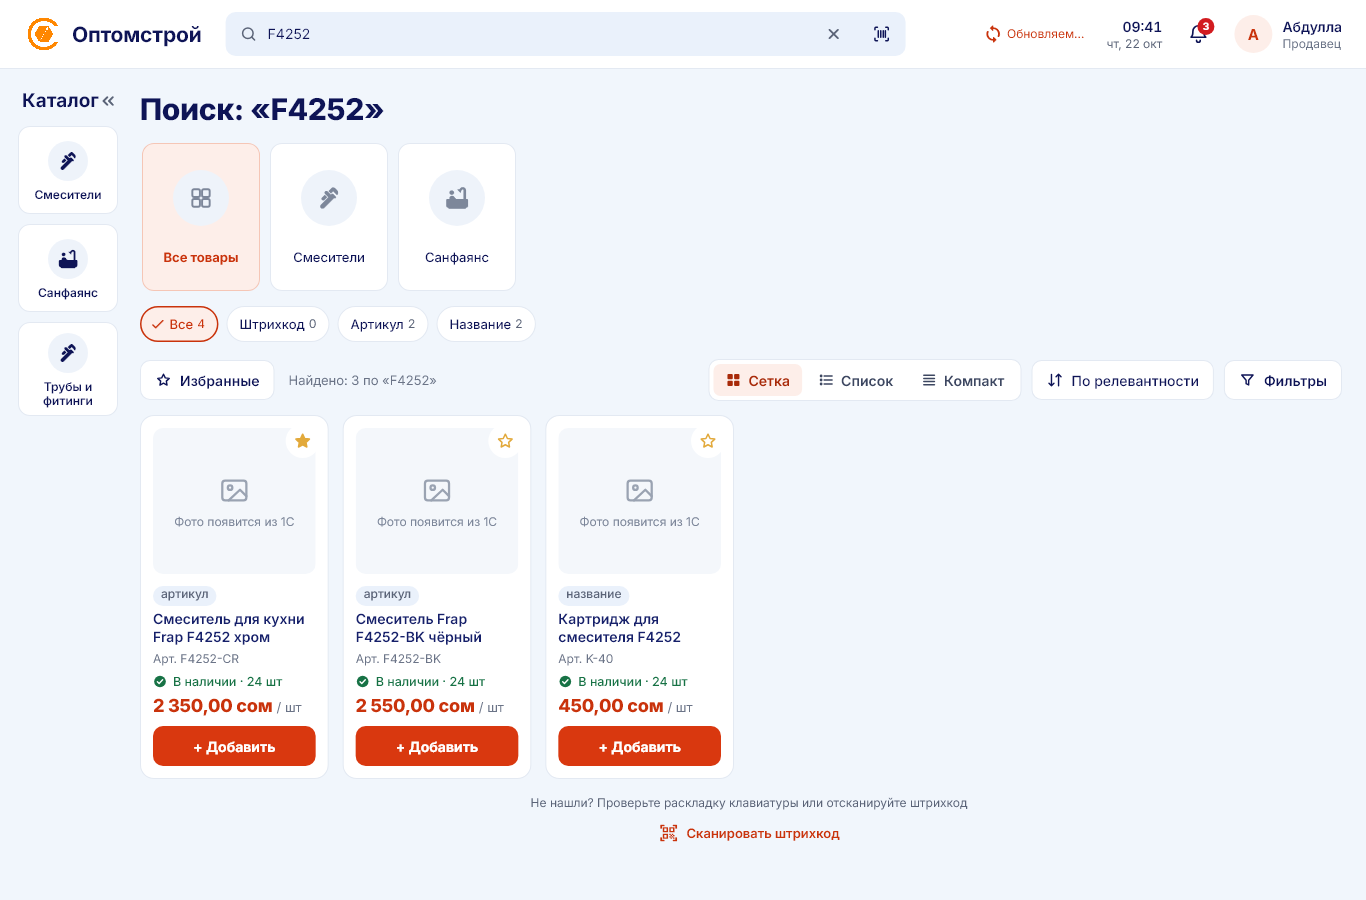 Оптомстрой
F4252
Обновляем...
09:41
чт, 22 окт
3
А
Абдулла
Продавец
Каталог
Поиск: «F4252»
Смесители
Санфаянс
Трубы и
фитинги
Все товары
Смесители
Санфаянс
Все 4
Штрихкод 0
Артикул 2
Название 2
Избранные
Найдено: 3 по «F4252»
Сетка
Список
Компакт
По релевантности
Фильтры
Фото появится из 1С
артикул
Смеситель для кухни
Frap F4252 хром
Арт. F4252-CR
В наличии · 24 шт
2 350,00 сом / шт
+ Добавить
Фото появится из 1С
артикул
Смеситель Frap
F4252-BK чёрный
Арт. F4252-BK
В наличии · 24 шт
2 550,00 сом / шт
+ Добавить
Фото появится из 1С
название
Картридж для
смесителя F4252
Арт. K-40
В наличии · 24 шт
450,00 сом / шт
+ Добавить
Не нашли? Проверьте раскладку клавиатуры или отсканируйте штрихкод
Сканировать штрихкод